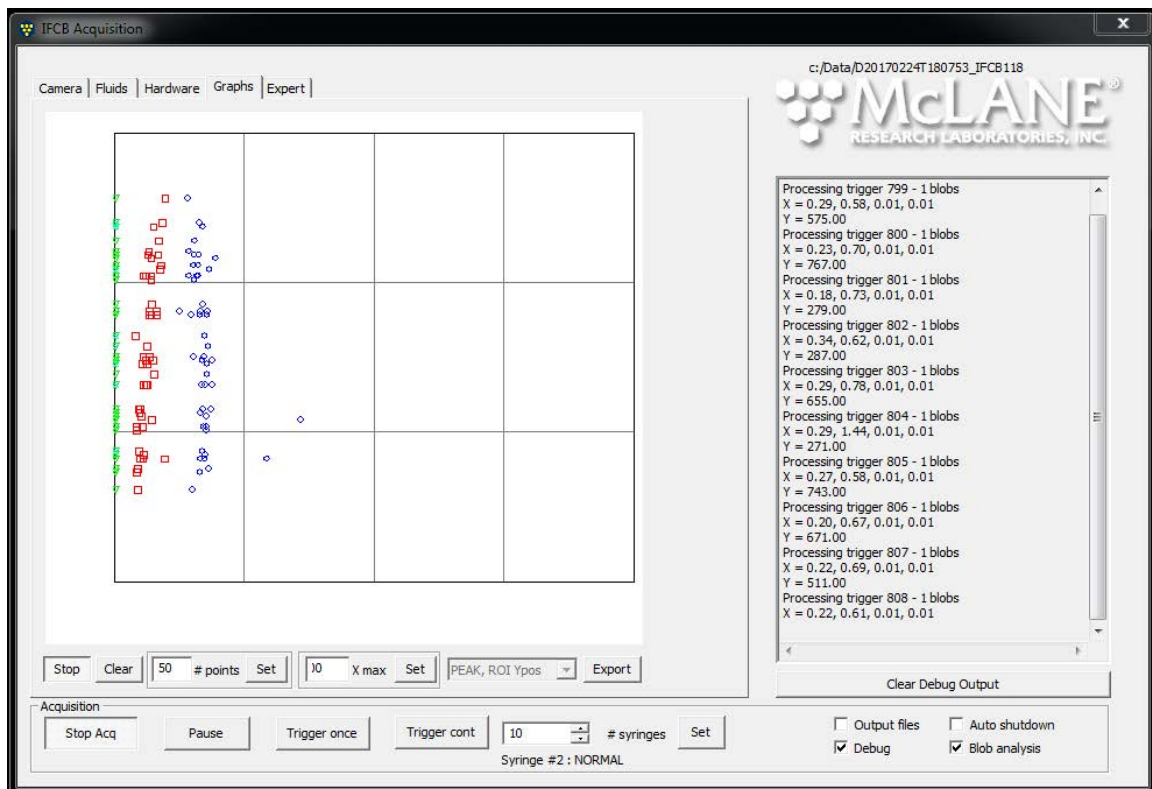 IFCB Acquisition
x
c:/Data/D20170224T180753_IFCB118
Camera Fluids Hardware Graphs Expert
McLANE®
RESEARCH LABORATORIES, INC.
Processing trigger 799 - 1 blobs
X = 0.29, 0.58, 0.01, 0.01
Y = 575.00
Processing trigger 800 - 1 blobs
X = 0.23, 0.70, 0.01, 0.01
Y = 767.00
Processing trigger 801 - 1 blobs
X = 0.18, 0.73, 0.01, 0.01
Y = 279.00
Processing trigger 802 - 1 blobs
X = 0.34, 0.62, 0.01, 0.01
Y = 287.00
Processing trigger 803 - 1 blobs
X = 0.29, 0.78, 0.01, 0.01
Y = 655.00
Processing trigger 804 - 1 blobs
X = 0.29, 1.44, 0.01, 0.01
Y = 271.00
Processing trigger 805 - 1 blobs
X = 0.27, 0.58, 0.01, 0.01
Y = 743.00
Processing trigger 806 - 1 blobs
X = 0.20, 0.67, 0.01, 0.01
Y = 671.00
Processing trigger 807 - 1 blobs
X = 0.22, 0.69, 0.01, 0.01
Y = 511.00
Processing trigger 808 - 1 blobs
X = 0.22, 0.61, 0.01, 0.01
Stop Clear 50 # points Set X max Set PEAK, ROI Ypos Export
Clear Debug Output
Acquisition
Stop Acq Pause Trigger once Trigger cont 10 # syringes Set
Syringe #2 : NORMAL
Output files Auto shutdown
Debug Blob analysis